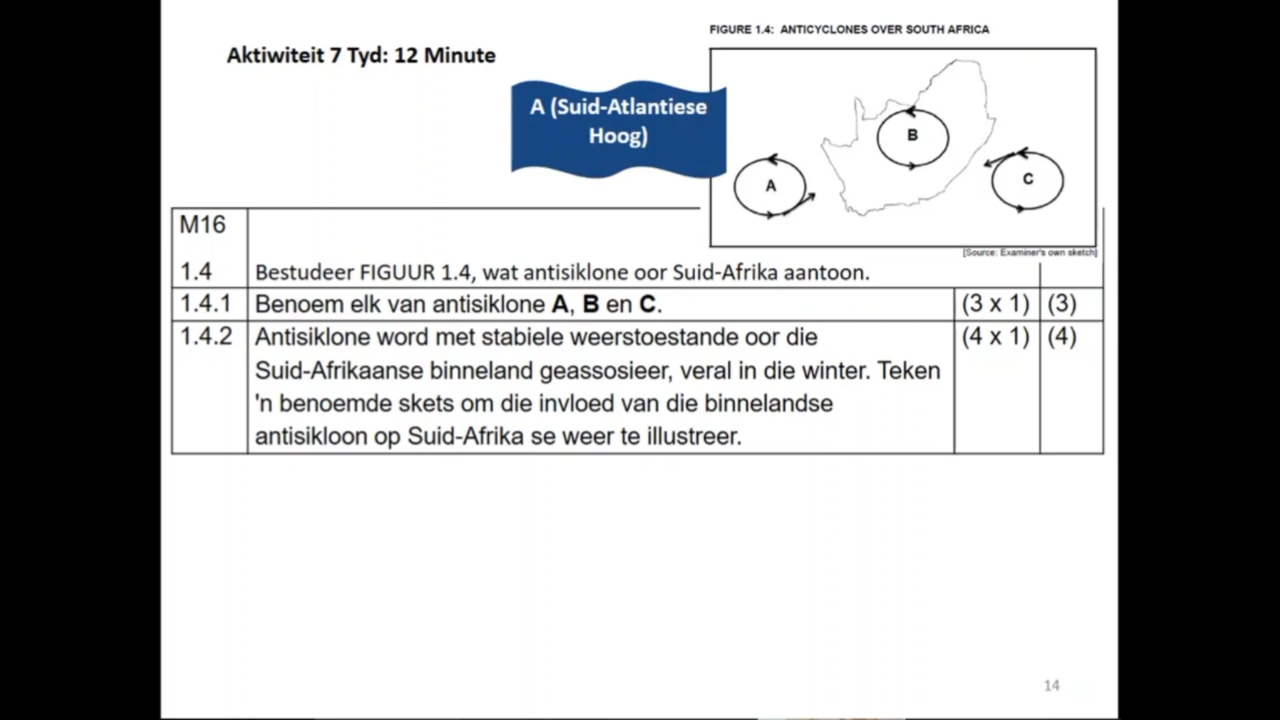 FIGURE 1.4: ANTICYCLONES OVER SOUTH AFRICA
Aktiwiteit 7 Tyd: 12 Minute
A (Suid-Atlantiese
Hoog)
A
B
C
[Source: Examiner's own sketch]
M16
1.4 Bestudeer FIGUUR 1.4, wat antisiklone oor Suid-Afrika aantoon.
1.4.1 Benoem elk van antisiklone A, B en C. (3 x 1) (3)
1.4.2 Antisiklone word met stabiele weerstoestande oor die (4 x 1) (4)
Suid-Afrikaanse binneland geassosieer, veral in die winter. Teken
'n benoemde skets om die invloed van die binnelandse
antisikloon op Suid-Afrika se weer te illustreer.
14